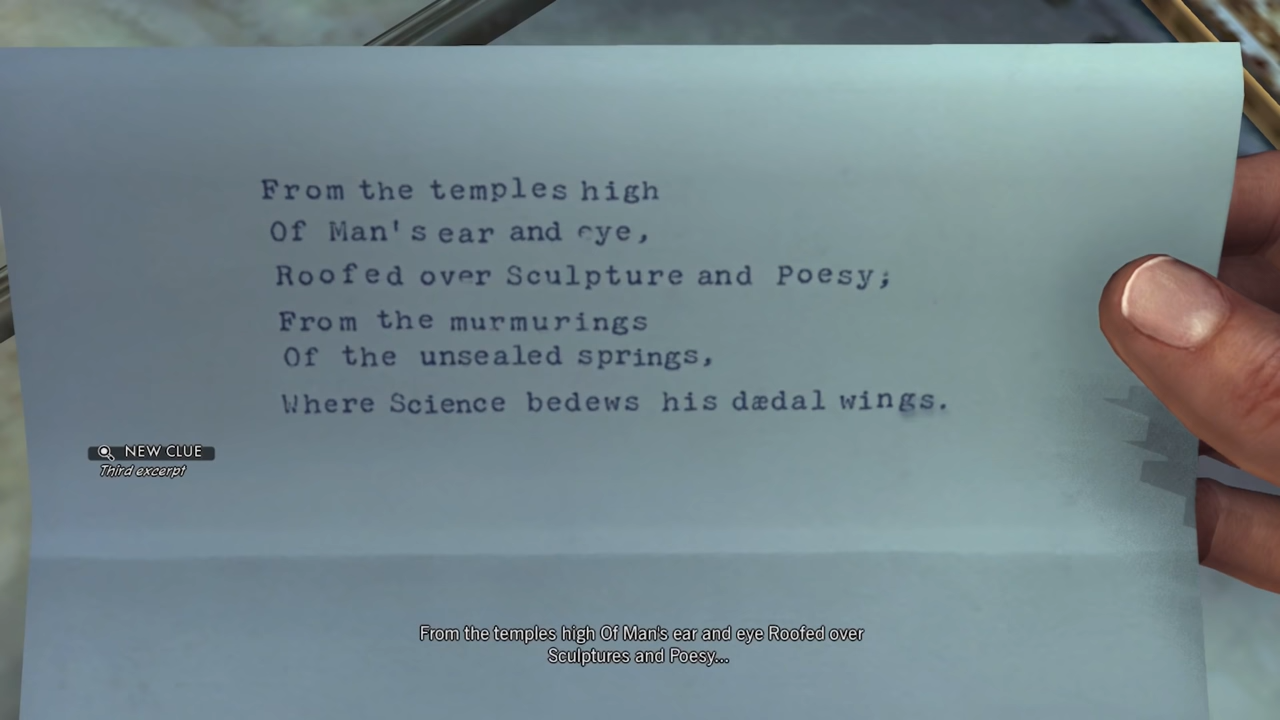 From the temples high
Of Man's ear and eye,
Roofed over Sculpture and Poesy;
From the murmurings
Of the unsealed springs,
Where Science bedews his dædal wings.
NEW CLUE
Third excerpt
From the temples high Of Man's ear and eye Roofed over
Sculptures and Poesy...